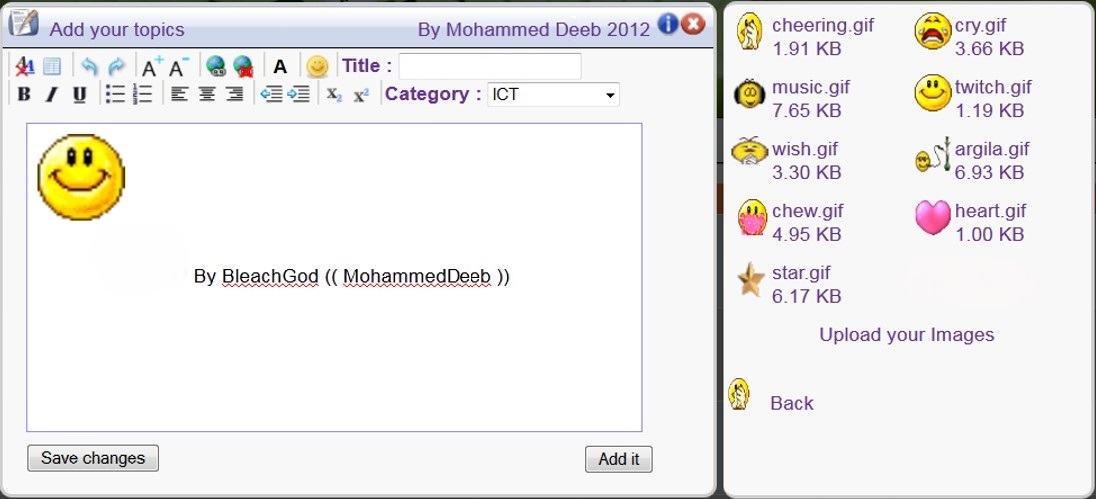 Add your topics
By Mohammed Deeb 2012
A+ A- A Title :
B I U x2 x2 Category : ICT
By BleachGod (( MohammedDeeb ))
Save changes
Add it
cheering.gif
1.91 KB
cry.gif
3.66 KB
music.gif
7.65 KB
twitch.gif
1.19 KB
wish.gif
3.30 KB
argila.gif
6.93 KB
chew.gif
4.95 KB
heart.gif
1.00 KB
star.gif
6.17 KB
Upload your Images
Back